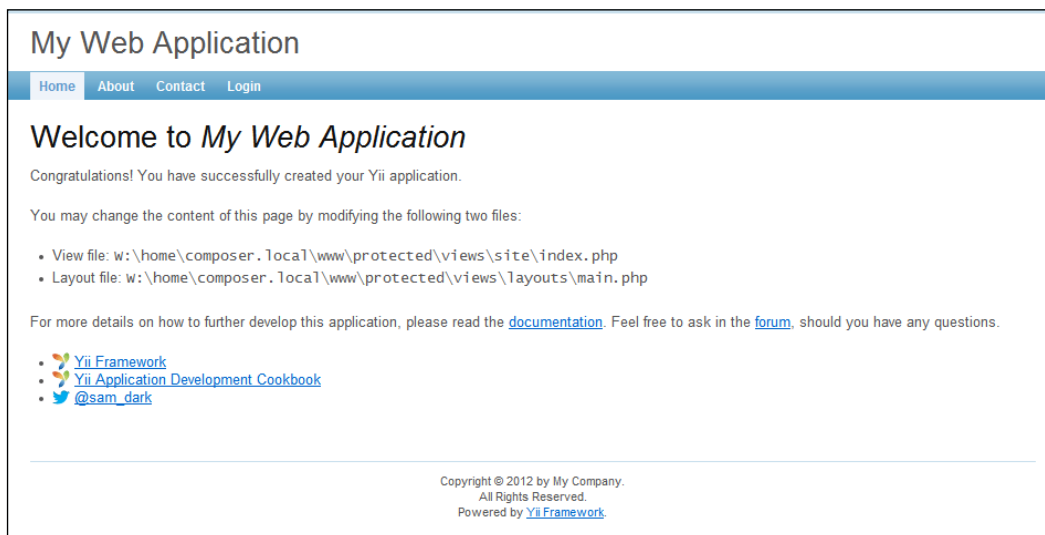 My Web Application
Home About Contact Login
Welcome to My Web Application
Congratulations! You have successfully created your Yii application.
You may change the content of this page by modifying the following two files:
• View file: W:\home\composer.local\www\protected\views\site\index.php
• Layout file: W:\home\composer.local\www\protected\views\layouts\main.php
For more details on how to further develop this application, please read the documentation. Feel free to ask in the forum, should you have any questions.
• Yii Framework
• Yii Application Development Cookbook
• @sam_dark
Copyright © 2012 by My Company.
All Rights Reserved.
Powered by Yii Framework.